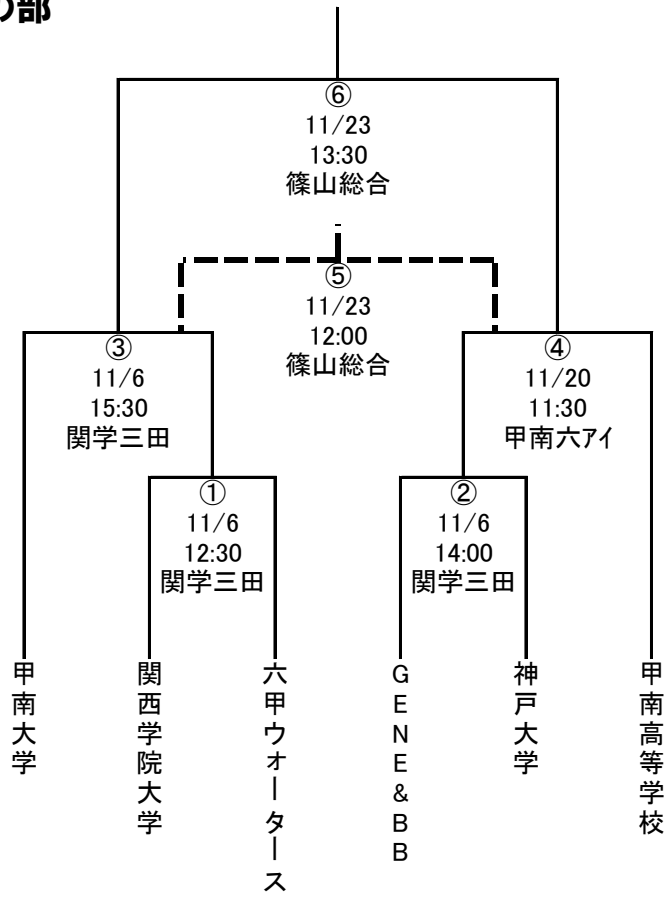 の部
⑥
11/23
13:30
篠山総合
⑤
11/23
12:00
篠山総合
③
11/6
15:30
関学三田
④
11/20
11:30
甲南六アイ
①
11/6
12:30
関学三田
②
11/6
14:00
関学三田
甲南大学
関西学院大学
六甲ウォーターズ
GENE&BB
神戸大学
甲南高等学校